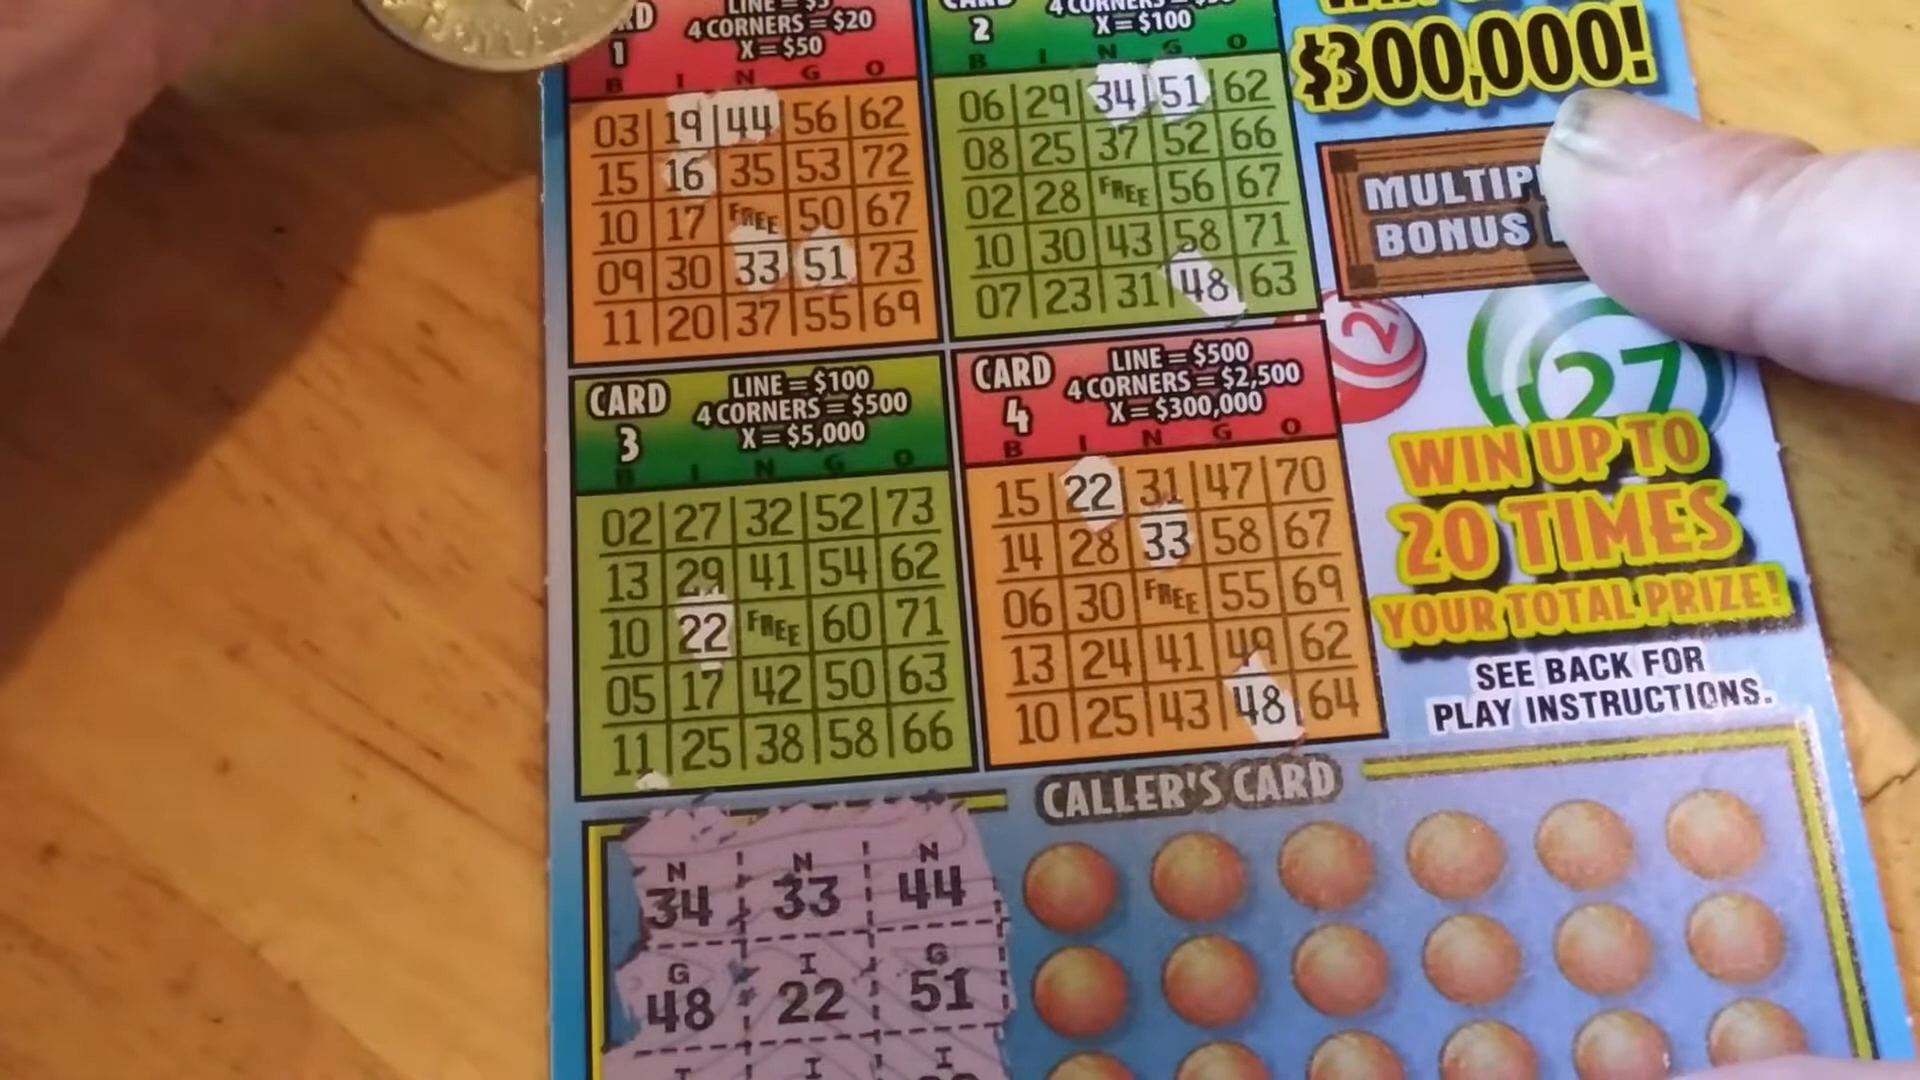 1
4 CORNERS = $20
X = $50
B I N G O
03 19 44 56 62
15 16 35 53 72
10 17 FREE 50 67
09 30 33 51 73
11 20 37 55 69
2
X = $100
B I N G O
06 29 34 51 62
08 25 37 52 66
02 28 FREE 56 67
10 30 43 58 71
07 23 31 48 63
$300,000!
BONUS
27
CARD
3
LINE = $100
4 CORNERS = $500
X = $5,000
B I N G O
02 27 32 52 73
13 29 41 54 62
10 22 FREE 60 71
05 17 42 50 63
11 25 38 58 66
CARD
4
LINE = $500
4 CORNERS = $2,500
X = $300,000
B I N G O
15 22 31 47 70
14 28 33 58 67
06 30 FREE 55 69
13 24 41 49 62
10 25 43 48 64
WIN UP TO
20 TIMES
YOUR TOTAL PRIZE!
SEE BACK FOR
PLAY INSTRUCTIONS.
CALLER'S CARD
N N N
34 33 44
G I G
48 22 51
I I